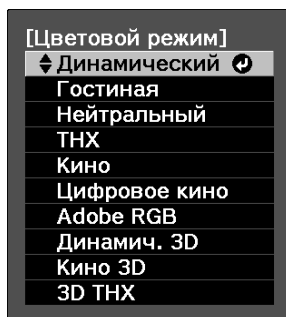 [Цветовой режим]
Динамический
Гостиная
Нейтральный
THX
Кино
Цифровое кино
Adobe RGB
Динамич. 3D
Кино 3D
3D THX